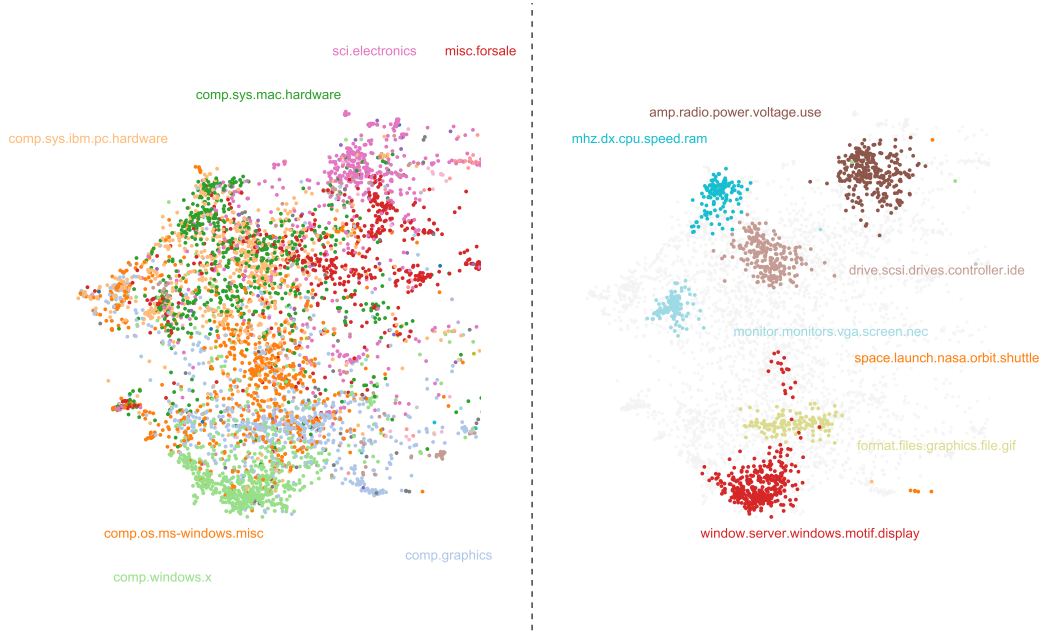 sci.electronics
misc.forsale
comp.sys.mac.hardware
comp.sys.ibm.pc.hardware
comp.os.ms-windows.misc
comp.graphics
comp.windows.x
amp.radio.power.voltage.use
mhz.dx.cpu.speed.ram
drive.scsi.drives.controller.ide
monitor.monitors.vga.screen.nec
space.launch.nasa.orbit.shuttle
format.files.graphics.file.gif
window.server.windows.motif.display